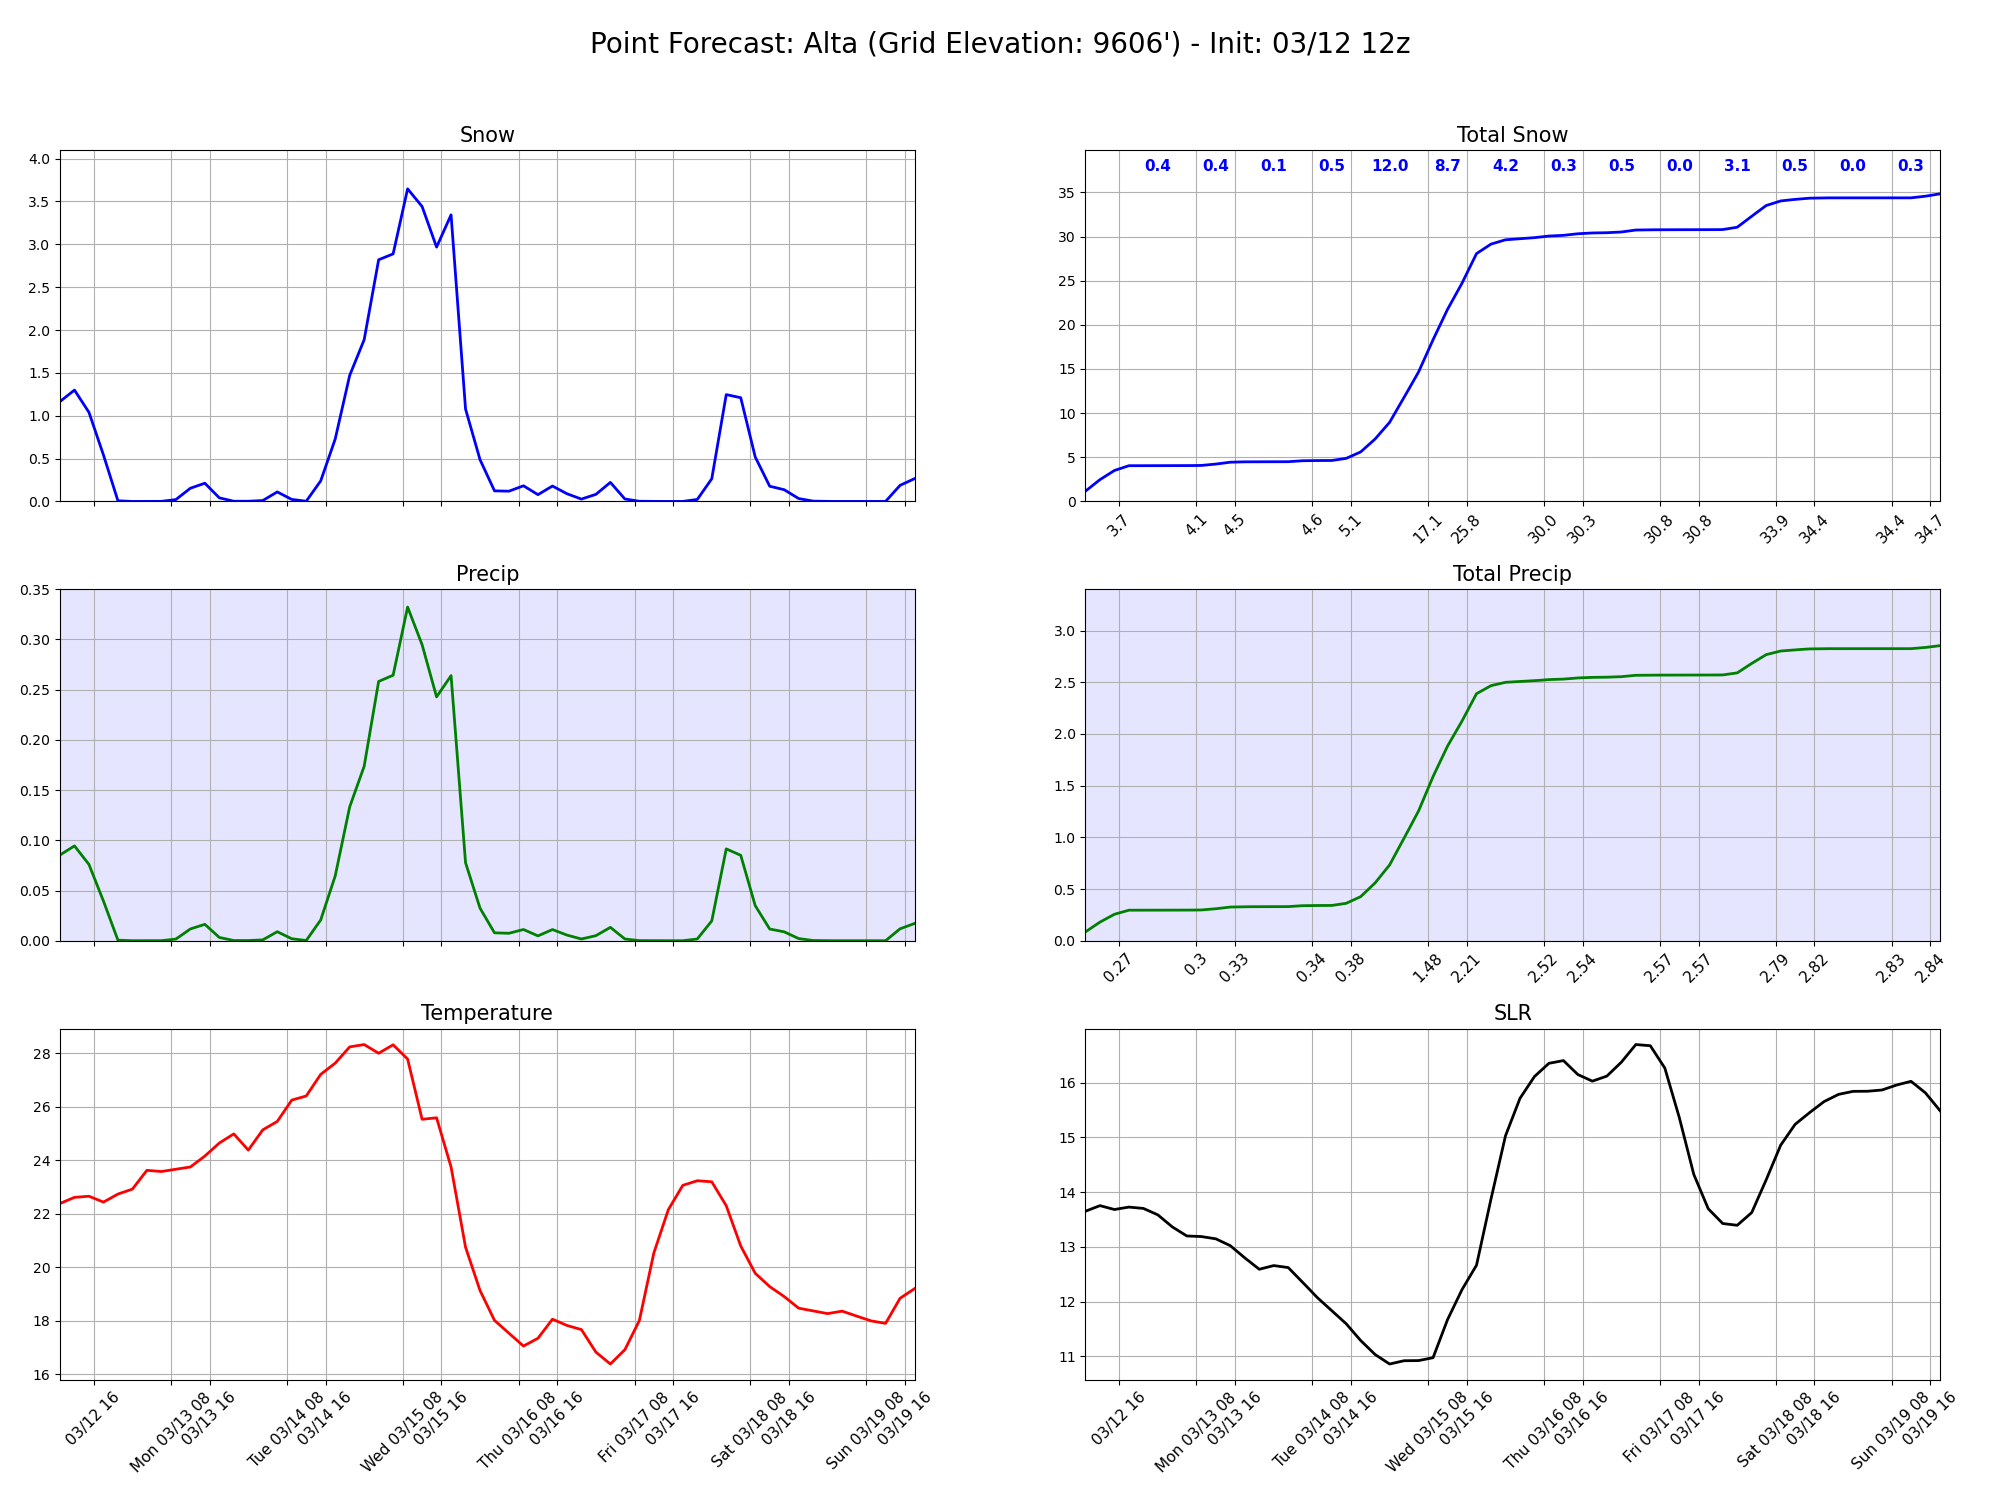 Point Forecast: Alta (Grid Elevation: 9606') - Init: 03/12 12z
Snow
4.0
3.5
3.0
2.5
2.0
1.5
1.0
0.5
0.0
Total Snow
0.4 0.4 0.1 0.5 12.0 8.7 4.2 0.3 0.5 0.0 3.1 0.5 0.0 0.3
35
30
25
20
15
10
5
0
3.7 4.1 4.5 4.6 5.1 17.1 25.8 30.0 30.3 30.8 30.8 33.9 34.4 34.4 34.7
Precip
0.35
0.30
0.25
0.20
0.15
0.10
0.05
0.00
Total Precip
3.0
2.5
2.0
1.5
1.0
0.5
0.0
0.27 0.3 0.33 0.34 0.38 1.48 2.21 2.52 2.54 2.57 2.57 2.79 2.82 2.83 2.84
Temperature
28
26
24
22
20
18
16
03/12 16
Mon 03/13 08
03/13 16
Tue 03/14 08
03/14 16
Wed 03/15 08
03/15 16
Thu 03/16 08
03/16 16
Fri 03/17 08
03/17 16
Sat 03/18 08
03/18 16
Sun 03/19 08
03/19 16
SLR
16
15
14
13
12
11
03/12 16
Mon 03/13 08
03/13 16
Tue 03/14 08
03/14 16
Wed 03/15 08
03/15 16
Thu 03/16 08
03/16 16
Fri 03/17 08
03/17 16
Sat 03/18 08
03/18 16
Sun 03/19 08
03/19 16